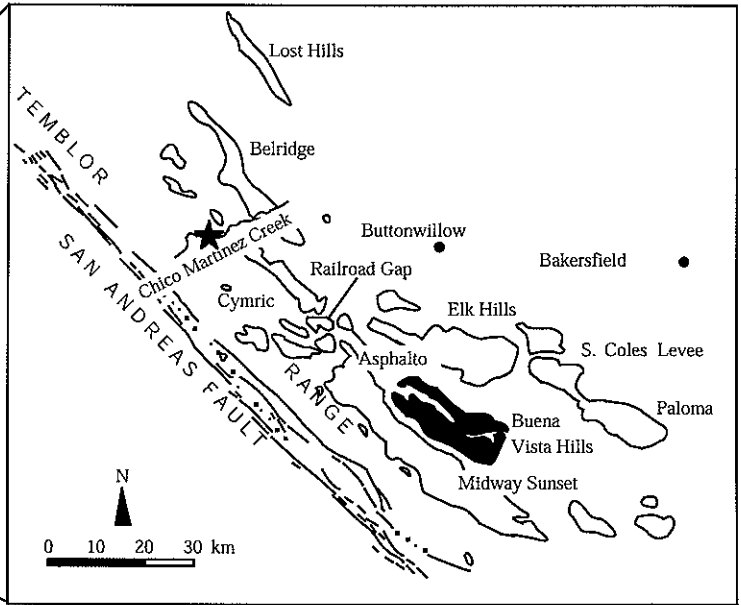 Lost Hills
TEMBLOR
Belridge
Chico Martinez Creek
Buttonwillow
Bakersfield
SAN ANDREAS FAULT
Railroad Gap
Cymric
Elk Hills
Asphalto
S. Coles Levee
RANGE
Paloma
Buena
Vista Hills
Midway Sunset
N
0 10 20 30 km